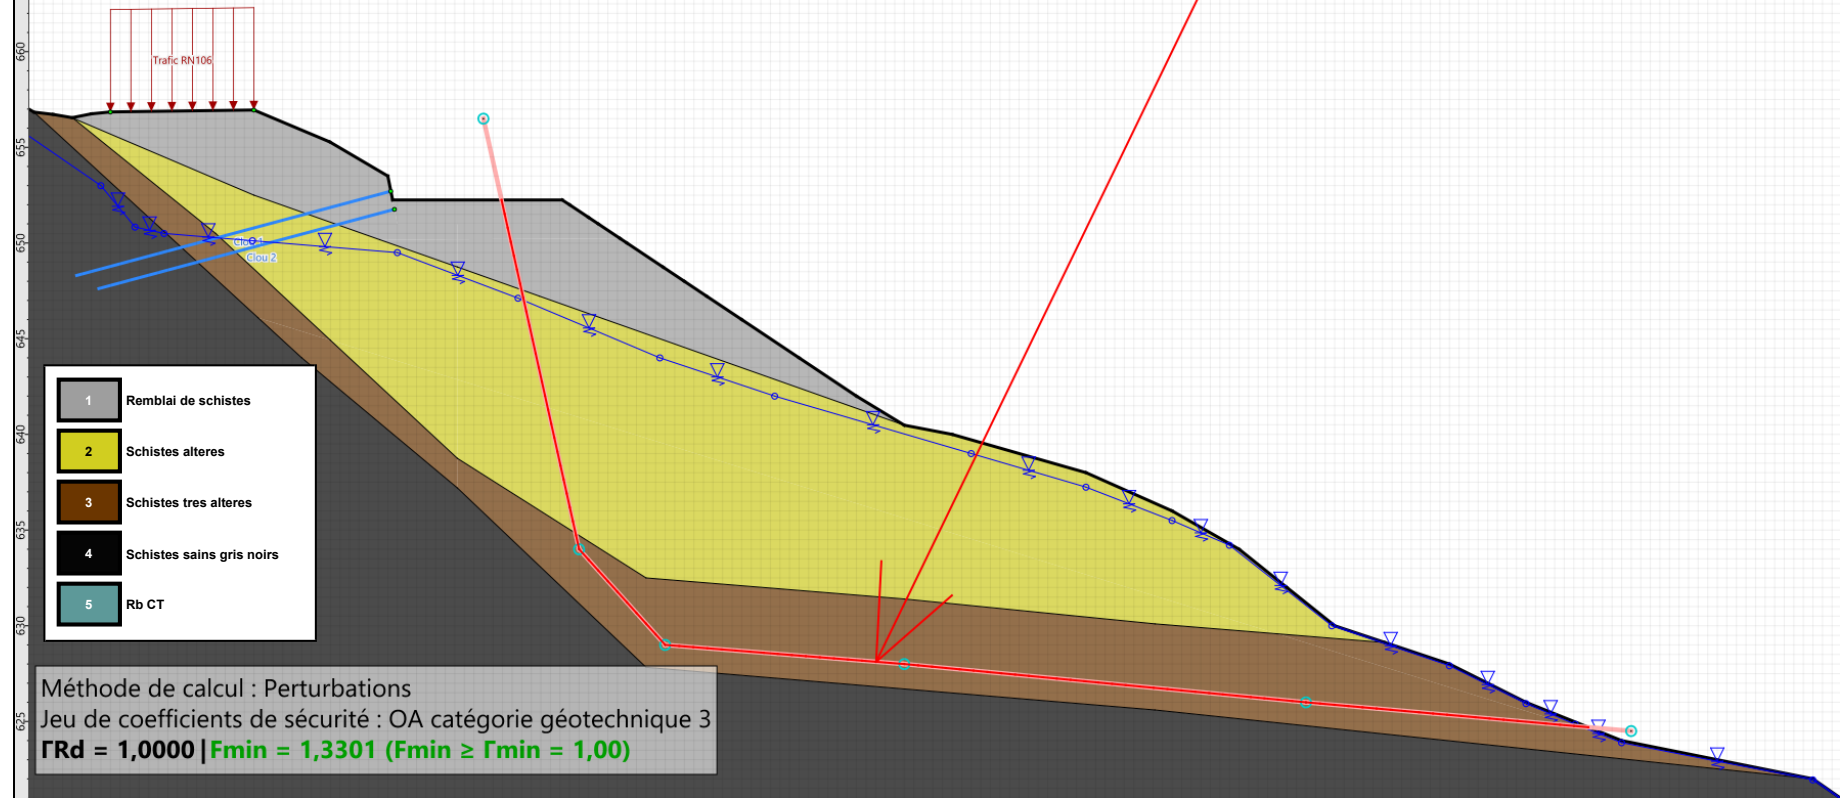 660
Trafic RN106
655
650
Clou 1
Clou 2
645
640
635
630
625
1 Remblai de schistes
2 Schistes alteres
3 Schistes tres alteres
4 Schistes sains gris noirs
5 Rb CT
Méthode de calcul : Perturbations
Jeu de coefficients de sécurité : OA catégorie géotechnique 3
ΓRd = 1,0000 | Fmin = 1,3301 (Fmin ≥ Γmin = 1,00)